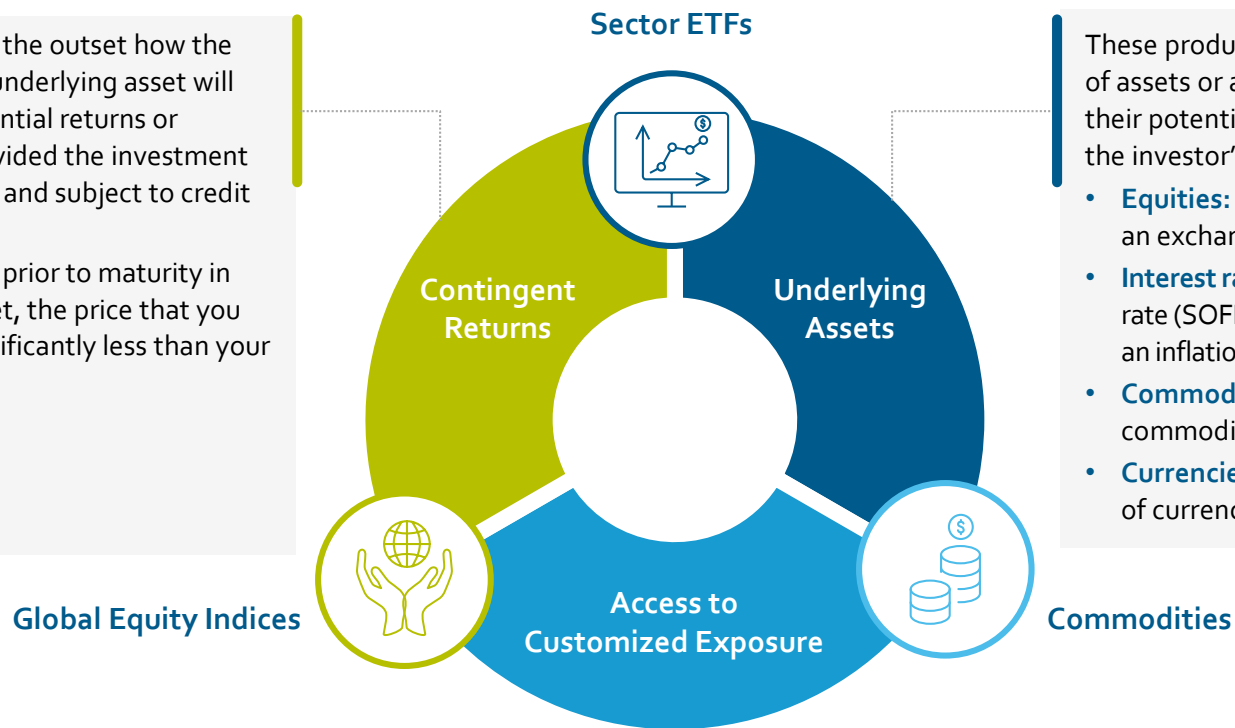 Sector ETFs
the outset how the
underlying asset will
ntial returns or
vided the investment
and subject to credit
prior to maturity in
et, the price that you
ificantly less than your
Contingent
Returns
Underlying
Assets
Access to
Customized Exposure
Global Equity Indices
Commodities
These produ
of assets or a
their potenti
the investor’
• Equities:
an exchan
• Interest ra
rate (SOF
an inflatio
• Commod
commodi
• Currencie
of currenc